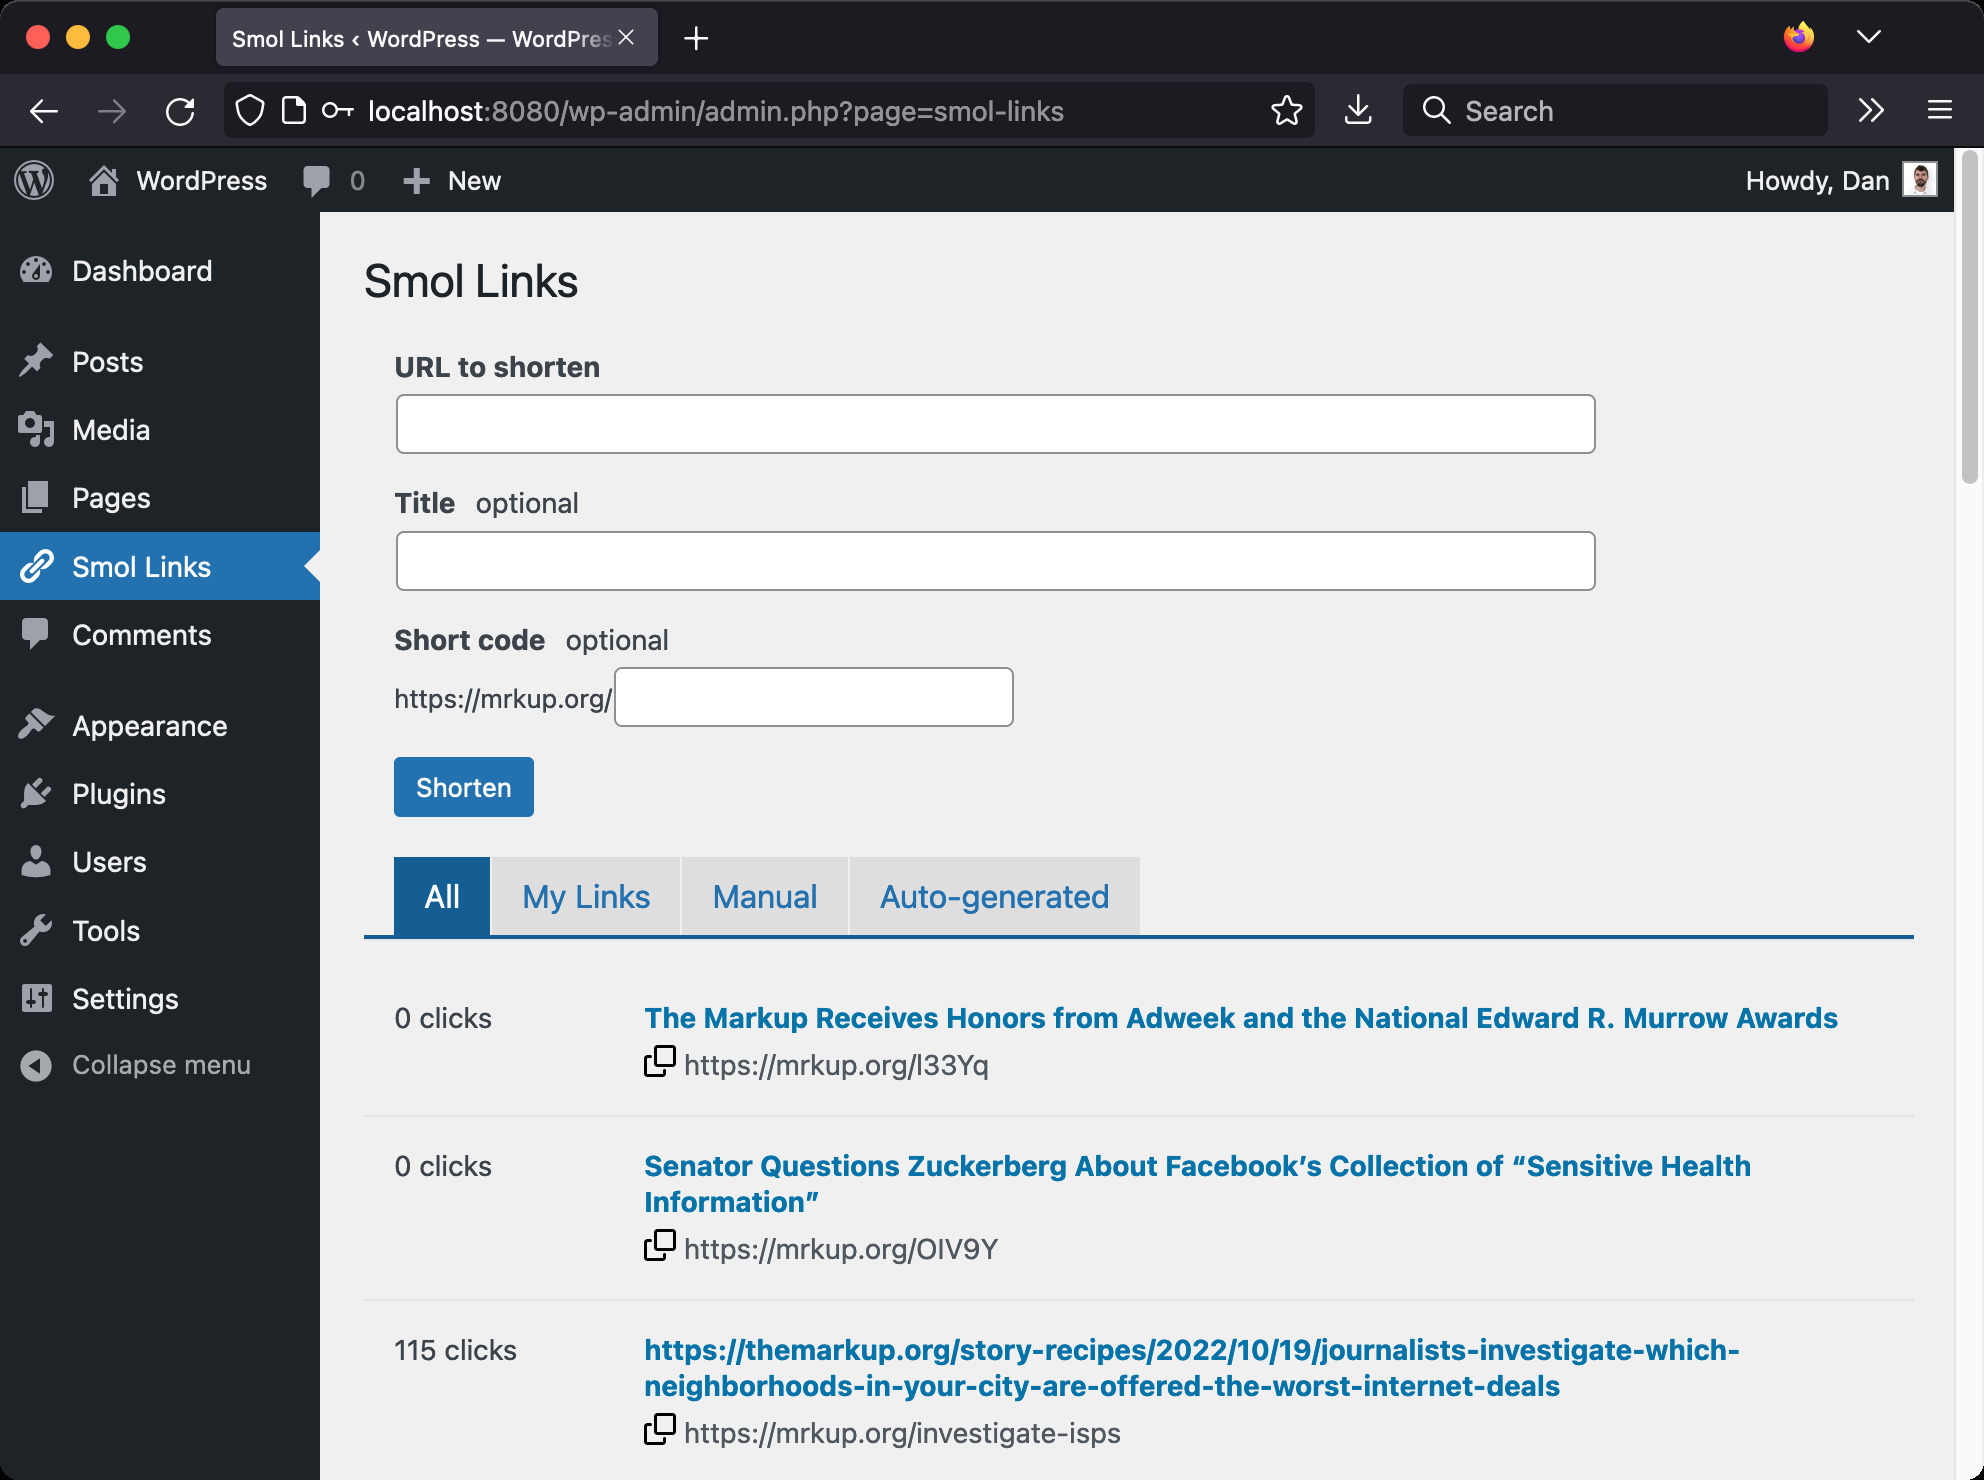 Smol Links ‹ WordPress — WordPres
localhost:8080/wp-admin/admin.php?page=smol-links
Search
WordPress
0
New
Howdy, Dan
Dashboard
Posts
Media
Pages
Smol Links
Comments
Appearance
Plugins
Users
Tools
Settings
Collapse menu
Smol Links
URL to shorten
Title optional
Short code optional
https://mrkup.org/
Shorten
All
My Links
Manual
Auto-generated
0 clicks
The Markup Receives Honors from Adweek and the National Edward R. Murrow Awards
https://mrkup.org/l33Yq
0 clicks
Senator Questions Zuckerberg About Facebook’s Collection of “Sensitive Health
Information”
https://mrkup.org/OIV9Y
115 clicks
https://themarkup.org/story-recipes/2022/10/19/journalists-investigate-which-
neighborhoods-in-your-city-are-offered-the-worst-internet-deals
https://mrkup.org/investigate-isps